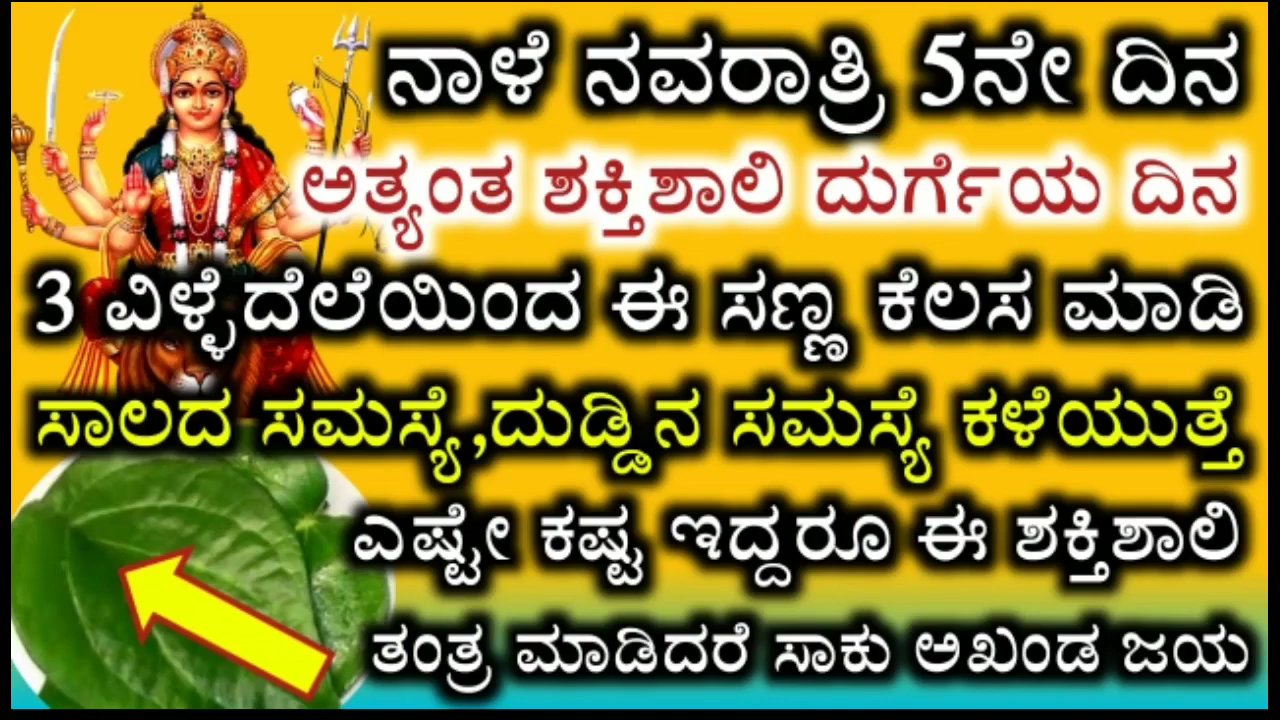 ನಾಳೆ ನವರಾತ್ರಿ 5ನೇ ದಿನ
ಅತ್ಯಂತ ಶಕ್ತಿಶಾಲಿ ದುರ್ಗೆಯ ದಿನ
3 ವಿಳ್ಳೆದೆಲೆಯಿಂದ ಈ ಸಣ್ಣ ಕೆಲಸ ಮಾಡಿ
ಸಾಲದ ಸಮಸ್ಯೆ,ದುಡ್ಡಿನ ಸಮಸ್ಯೆ ಕಳೆಯುತ್ತೆ
ಎಷ್ಟೇ ಕಷ್ಟ ಇದ್ದರೂ ಈ ಶಕ್ತಿಶಾಲಿ
ತಂತ್ರ ಮಾಡಿದರೆ ಸಾಕು ಅಖಂಡ ಜಯ